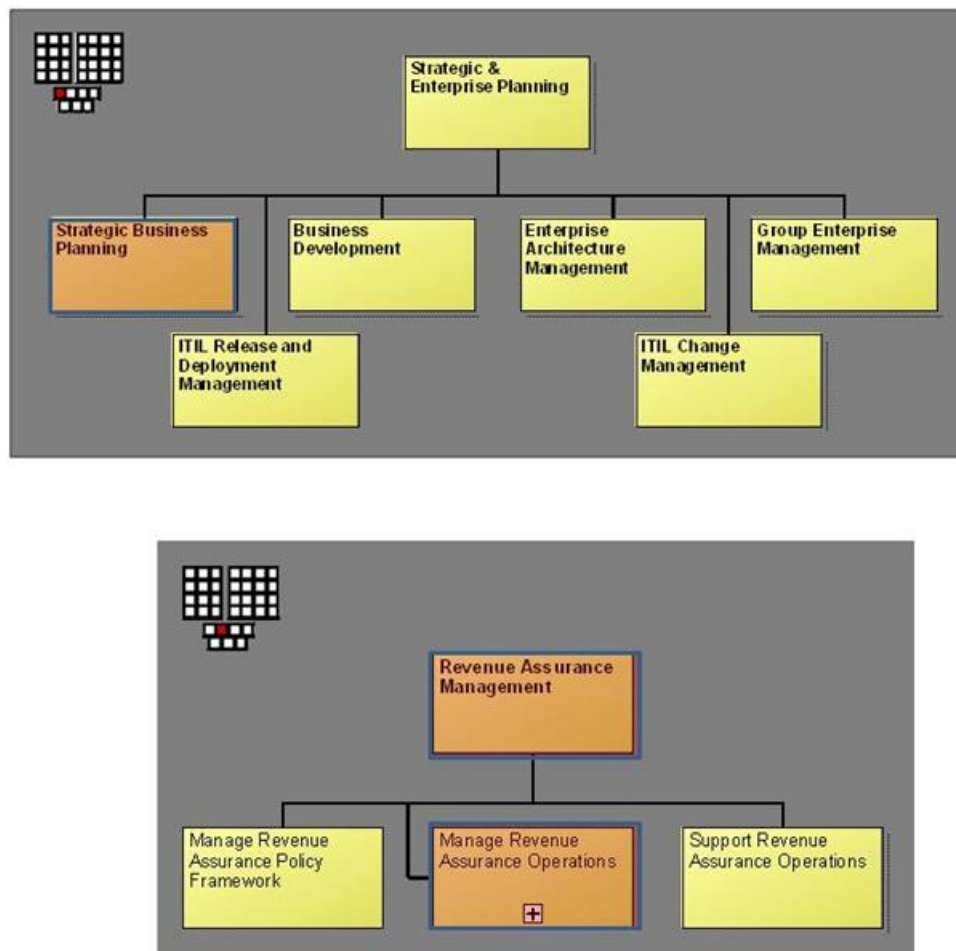 Strategic &
Enterprise Planning
Strategic Business
Planning
Business
Development
Enterprise
Architecture
Management
Group Enterprise
Management
ITIL Release and
Deployment
Management
ITIL Change
Management
Revenue Assurance
Management
Manage Revenue
Assurance Policy
Framework
Manage Revenue
Assurance Operations
Support Revenue
Assurance Operations